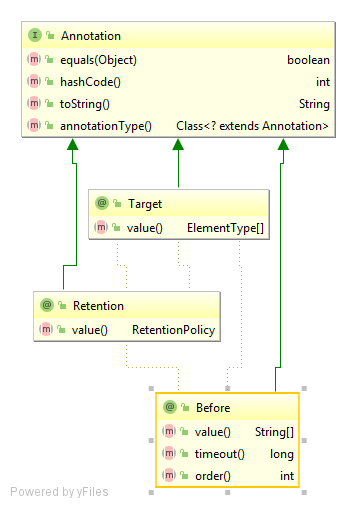 Annotation
equals(Object) boolean
hashCode() int
toString() String
annotationType() Class<? extends Annotation>
Target
value() ElementType[]
Retention
value() RetentionPolicy
Before
value() String[]
timeout() long
order() int
Powered by yFiles